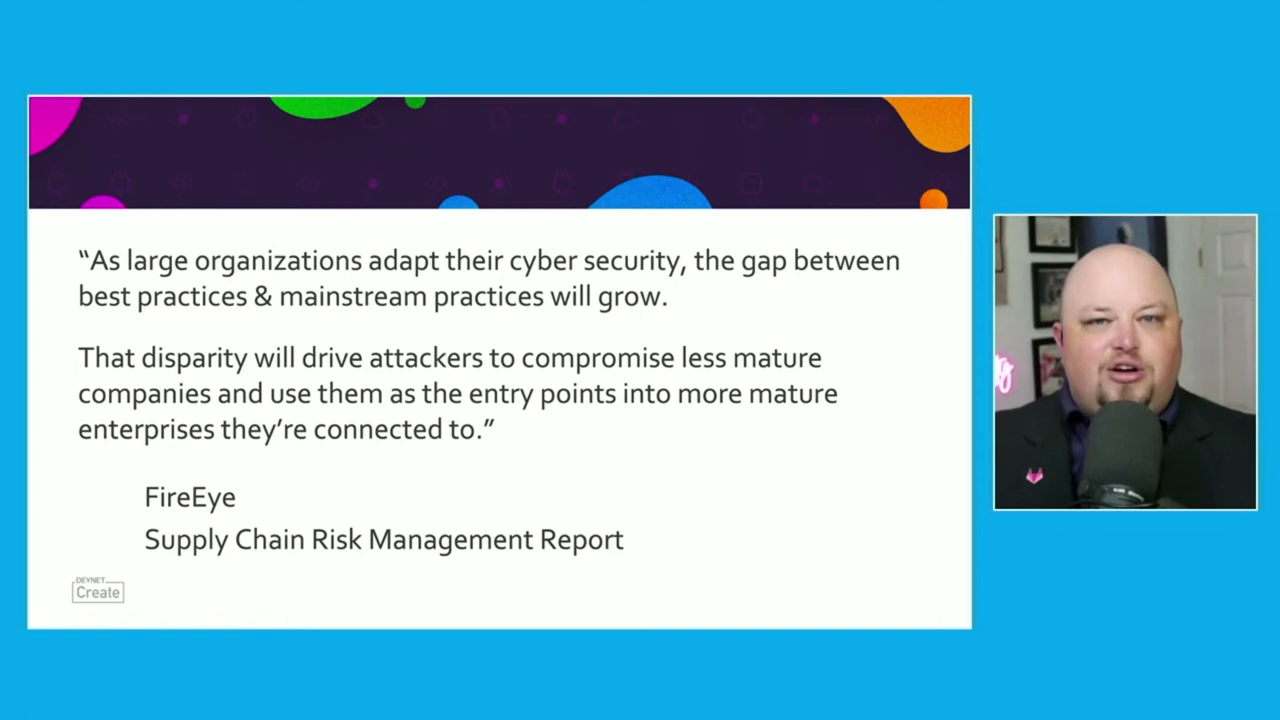 “As large organizations adapt their cyber security, the gap between
best practices & mainstream practices will grow.
That disparity will drive attackers to compromise less mature
companies and use them as the entry points into more mature
enterprises they’re connected to.”
FireEye
Supply Chain Risk Management Report
DEVNET
Create